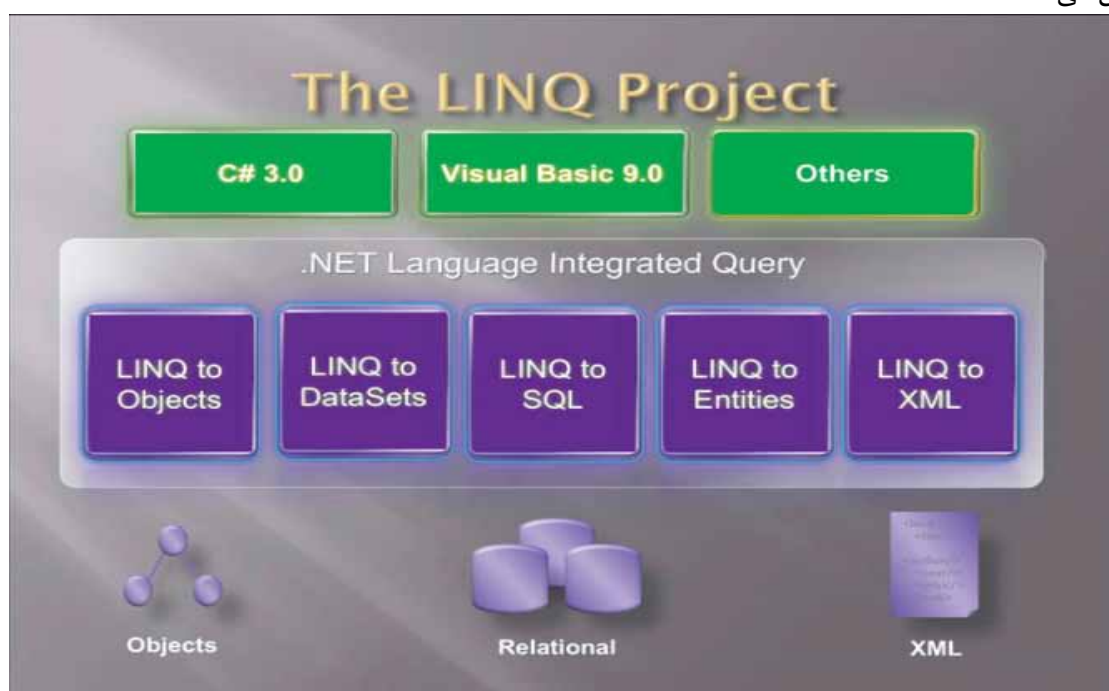 The LINQ Project
C# 3.0
Visual Basic 9.0
Others
.NET Language Integrated Query
LINQ to
Objects
LINQ to
DataSets
LINQ to
SQL
LINQ to
Entities
LINQ to
XML
Objects
Relational
XML